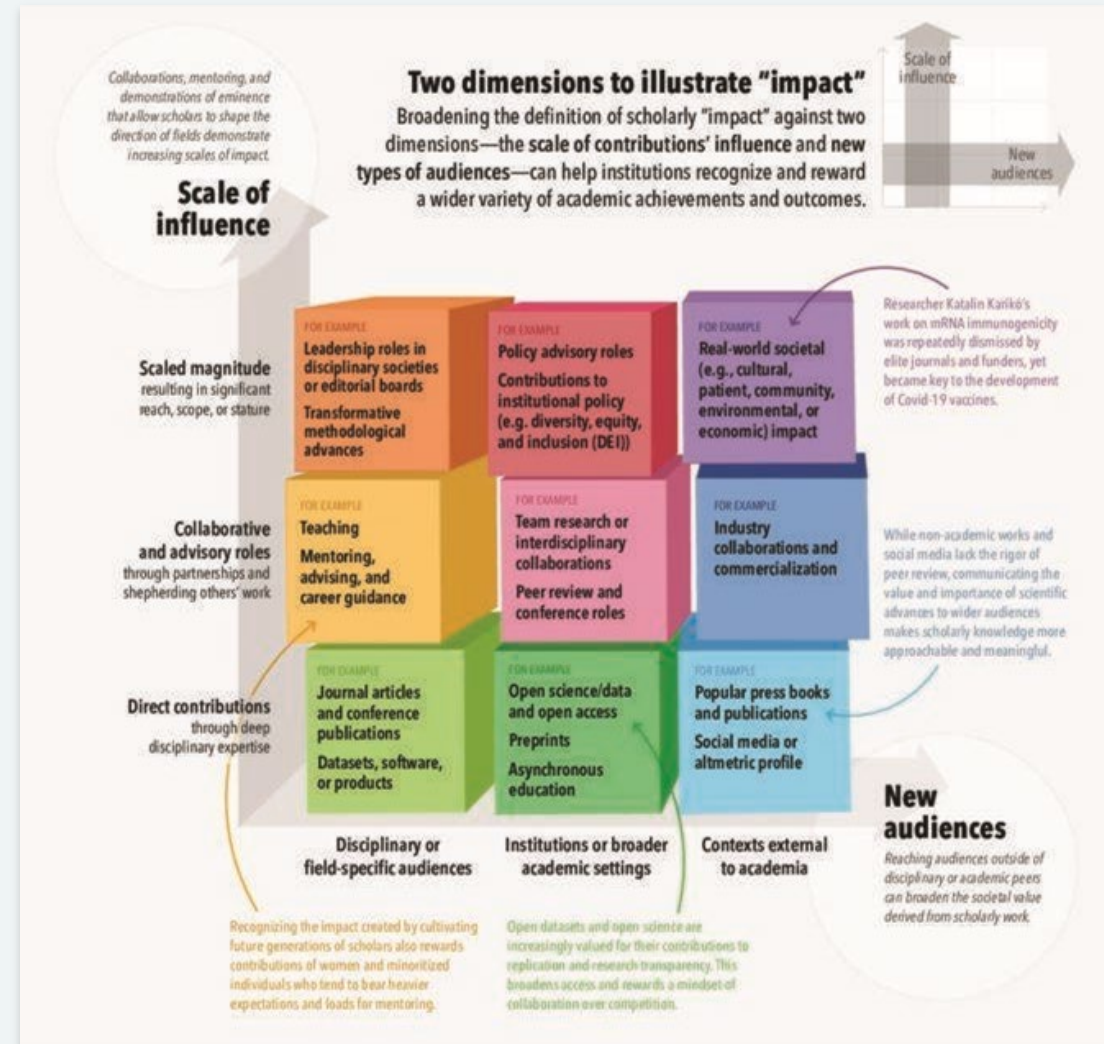 Collaborations, mentoring, and
demonstrations of eminence
that allow scholars to shape the
direction of fields demonstrate
increasing scales of impact.
Scale of
influence
Two dimensions to illustrate "impact"
Broadening the definition of scholarly "impact" against two
dimensions—the scale of contributions' influence and new
types of audiences—can help institutions recognize and reward
a wider variety of academic achievements and outcomes.
Scale of
influence
New
audiences
Scaled magnitude
resulting in significant
reach, scope, or stature
FOR EXAMPLE
Leadership roles in
disciplinary societies
or editorial boards
Transformative
methodological
advances
FOR EXAMPLE
Policy advisory roles
Contributions to
institutional policy
(e.g. diversity, equity,
and inclusion (DEI))
FOR EXAMPLE
Real-world societal
(e.g., cultural,
patient, community,
environmental, or
economic) impact
Researcher Katalin Karikó's
work on mRNA immunogenicity
was repeatedly dismissed by
elite journals and funders, yet
became key to the development
of Covid-19 vaccines.
Collaborative
and advisory roles
through partnerships and
shepherding others' work
FOR EXAMPLE
Teaching
Mentoring,
advising, and
career guidance
FOR EXAMPLE
Team research or
interdisciplinary
collaborations
Peer review and
conference roles
FOR EXAMPLE
Industry
collaborations and
commercialization
While non-academic works and
social media lack the rigor of
peer review, communicating the
value and importance of scientific
advances to wider audiences
makes scholarly knowledge more
approachable and meaningful.
Direct contributions
through deep
disciplinary expertise
FOR EXAMPLE
Journal articles
and conference
publications
Datasets, software,
or products
FOR EXAMPLE
Open science/data
and open access
Preprints
Asynchronous
education
FOR EXAMPLE
Popular press books
and publications
Social media or
altmetric profile
New
audiences
Reaching audiences outside of
disciplinary or academic peers
can broaden the societal value
derived from scholarly work.
Disciplinary or
field-specific audiences
Institutions or broader
academic settings
Contexts external
to academia
Recognizing the impact created by cultivating
future generations of scholars also rewards
contributions of women and minoritized
individuals who tend to bear heavier
expectations and loads for mentoring.
Open datasets and open science are
increasingly valued for their contributions to
replication and research transparency. This
broadens access and rewards a mindset of
collaboration over competition.